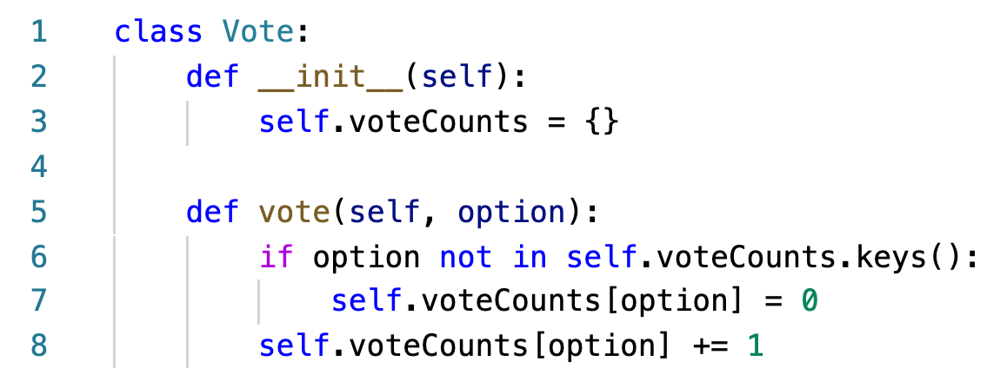 1 class Vote:
2     def __init__(self):
3         self.voteCounts = {}
4
5     def vote(self, option):
6         if option not in self.voteCounts.keys():
7             self.voteCounts[option] = 0
8         self.voteCounts[option] += 1